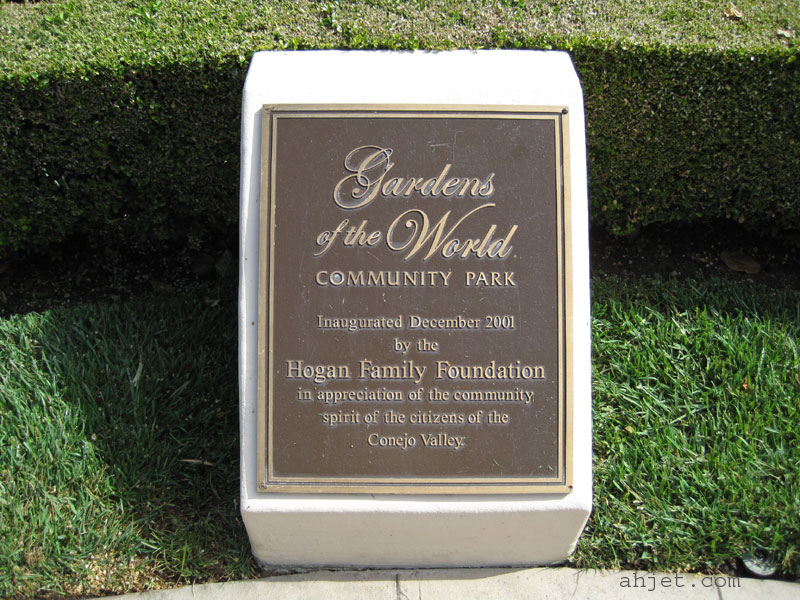 Gardens
of the World
COMMUNITY PARK
Inaugurated December 2001
by the
Hogan Family Foundation
in appreciation of the community
spirit of the citizens of the
Conejo Valley.
ahjet.com